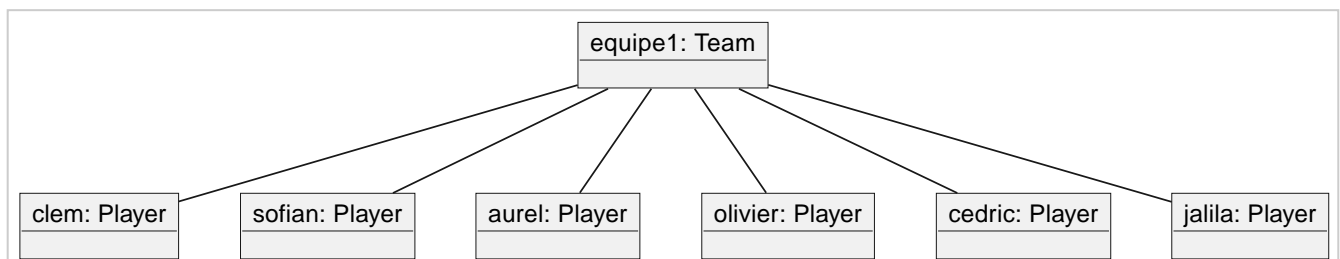 equipe1: Team
clem: Player
sofian: Player
aurel: Player
olivier: Player
cedric: Player
jalila: Player